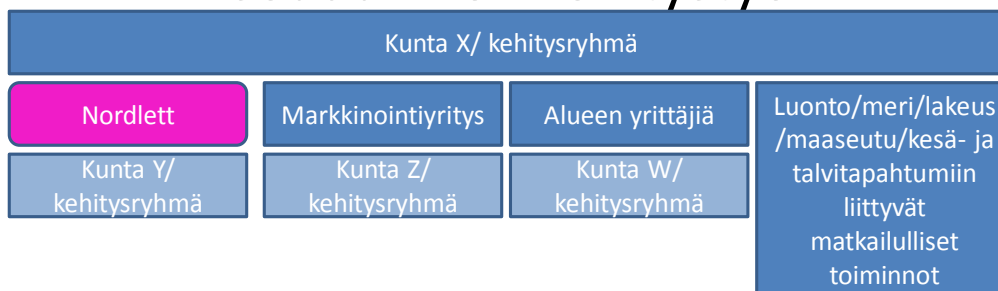 Kunta X/ kehitysryhmä
Nordlett
Markkinointiyritys
Alueen yrittäjiä
Luonto/meri/lakeus
/maaseutu/kesä- ja
talvitapahtumiin
liittyvät
matkailulliset
toiminnot
Kunta Y/
kehitysryhmä
Kunta Z/
kehitysryhmä
Kunta W/
kehitysryhmä